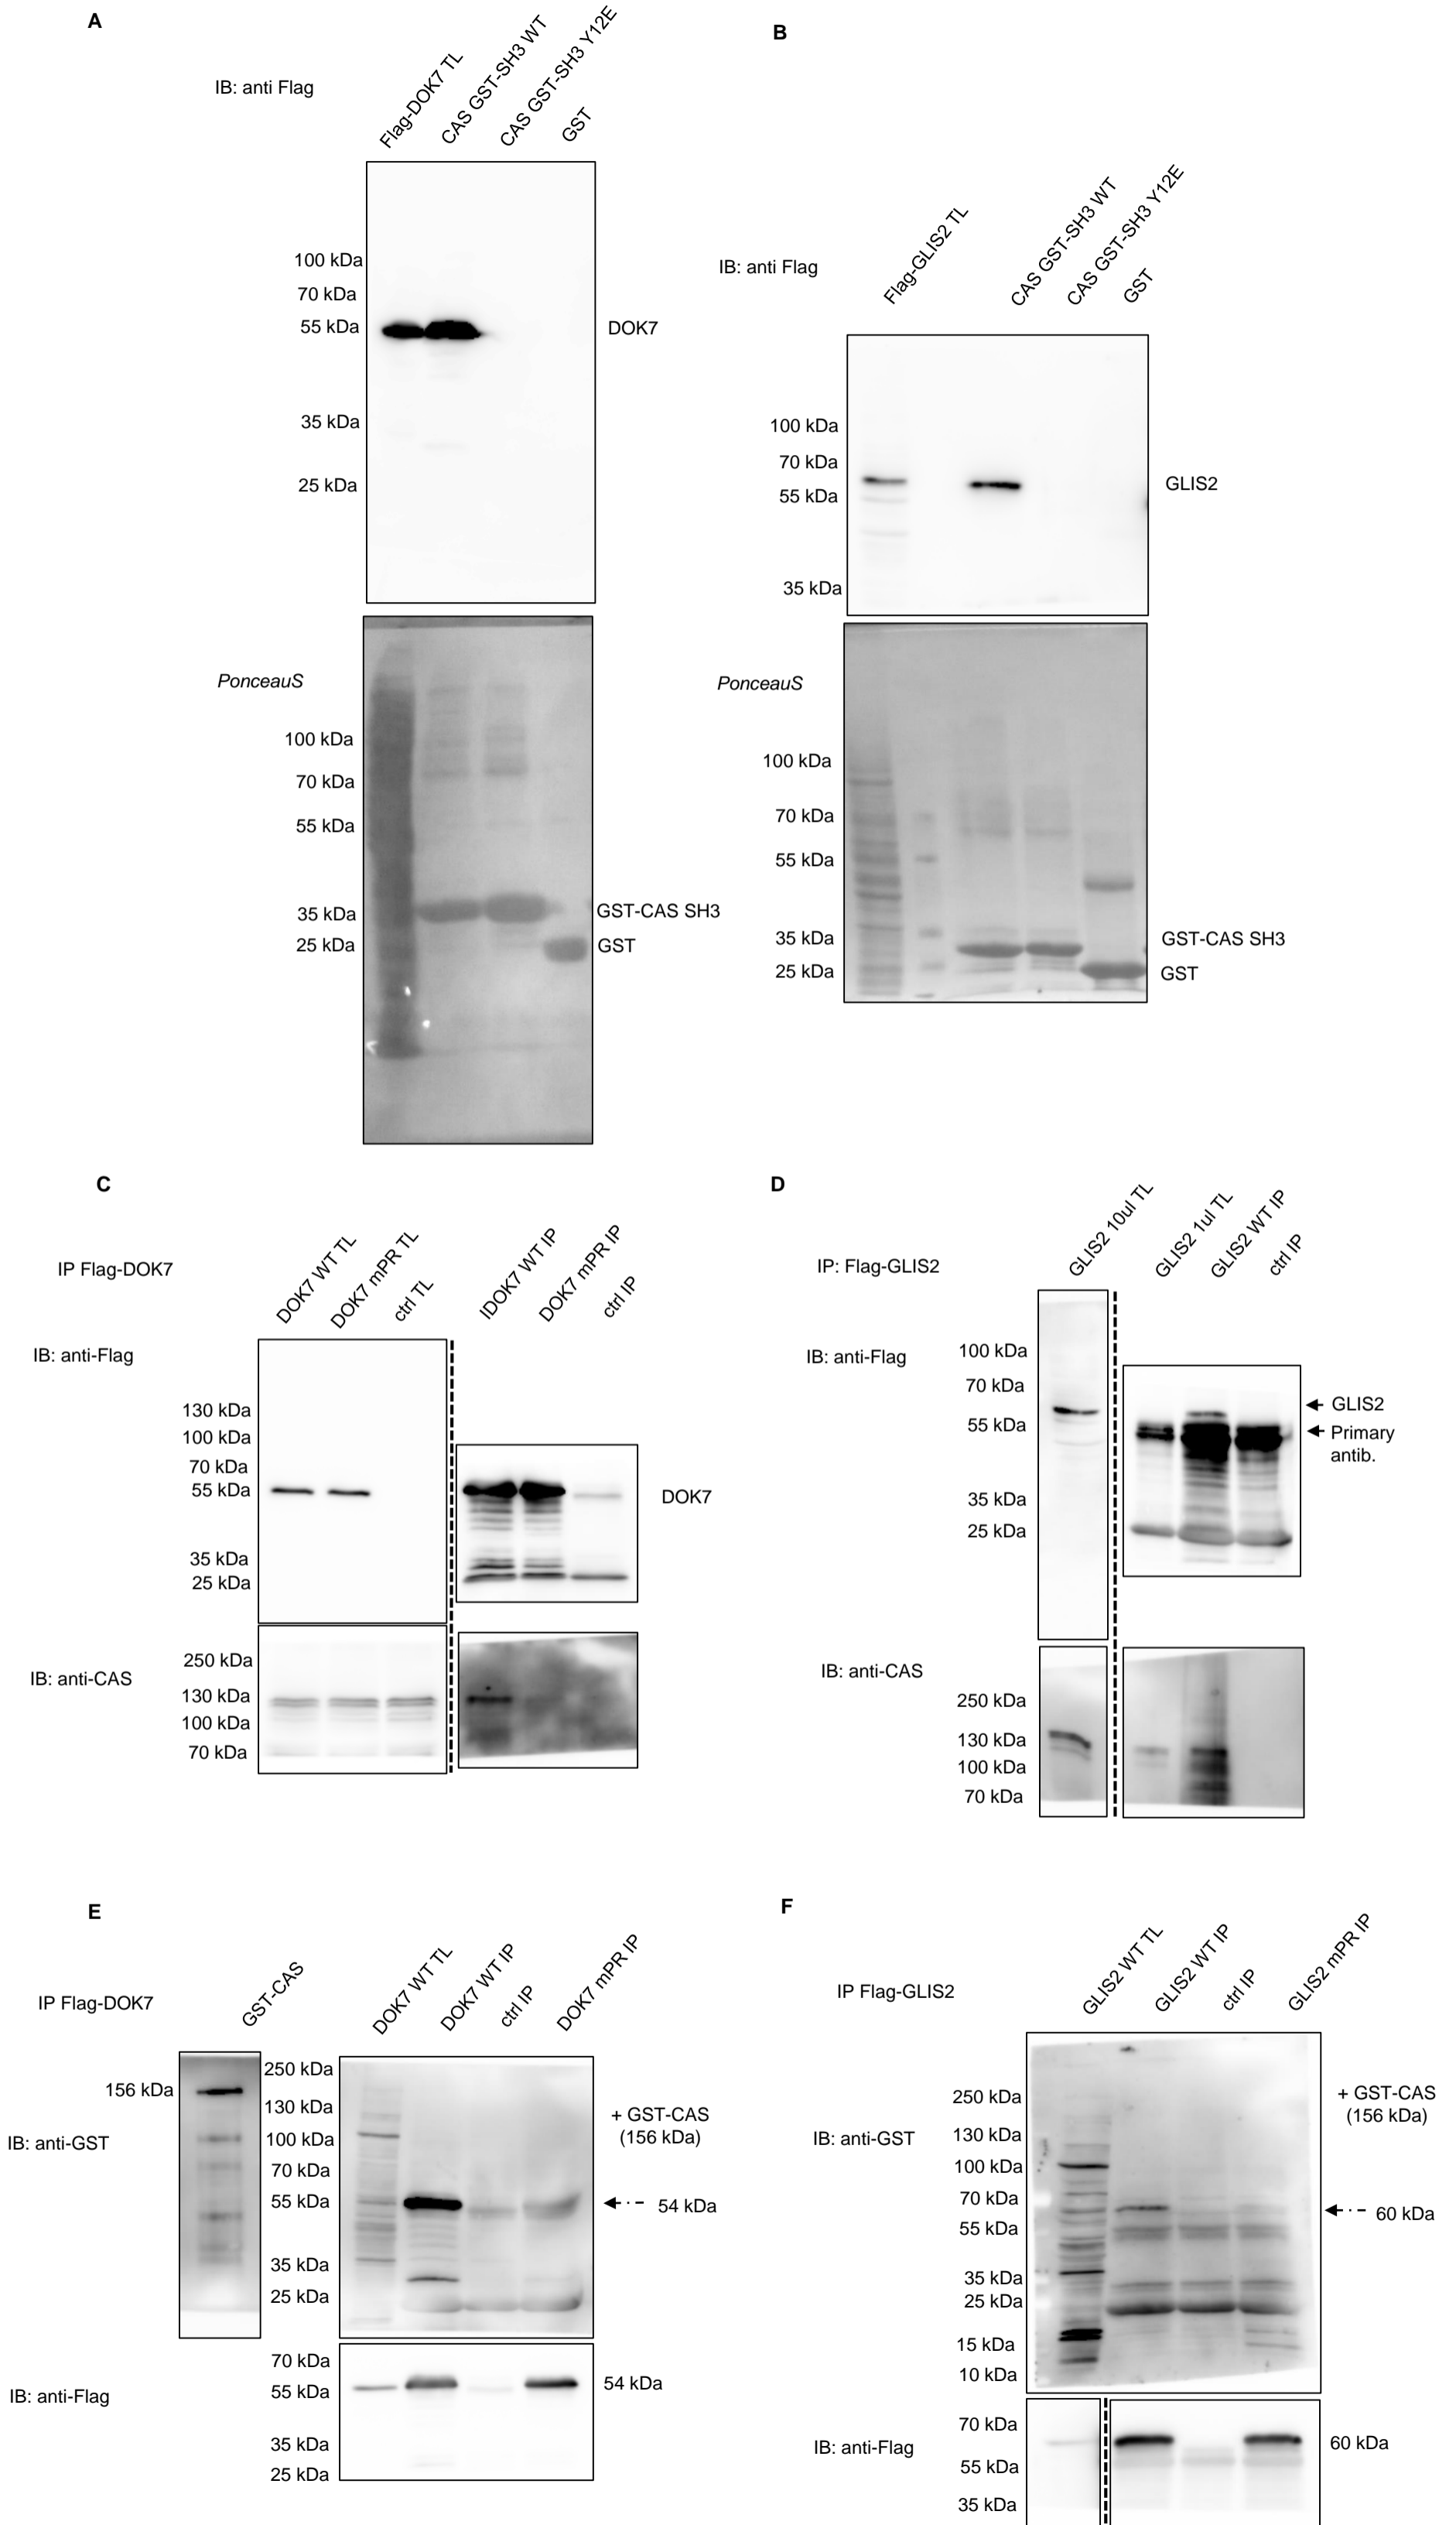 A
IB: anti Flag
Flag-DOK7 TL
CAS GST-SH3 WT
CAS GST-SH3 Y12E
GST
100 kDa
70 kDa
55 kDa
35 kDa
25 kDa
DOK7
PonceauS
100 kDa
70 kDa
55 kDa
35 kDa
25 kDa
GST-CAS SH3
GST
B
IB: anti Flag
Flag-GLIS2 TL
CAS GST-SH3 WT
CAS GST-SH3 Y12E
GST
100 kDa
70 kDa
55 kDa
35 kDa
GLIS2
PonceauS
100 kDa
70 kDa
55 kDa
35 kDa
25 kDa
GST-CAS SH3
GST
C
IP Flag-DOK7
DOK7 WT TL
DOK7 mPR TL
ctrl TL
IDOK7 WT IP
DOK7 mPR IP
ctrl IP
IB: anti-Flag
130 kDa
100 kDa
70 kDa
55 kDa
35 kDa
25 kDa
DOK7
IB: anti-CAS
250 kDa
130 kDa
100 kDa
70 kDa
D
IP: Flag-GLIS2
GLIS2 10ul TL
GLIS2 1ul TL
GLIS2 WT IP
ctrl IP
IB: anti-Flag
100 kDa
70 kDa
55 kDa
35 kDa
25 kDa
GLIS2
Primary
antib.
IB: anti-CAS
250 kDa
130 kDa
100 kDa
70 kDa
E
IP Flag-DOK7
GST-CAS
DOK7 WT TL
DOK7 WT IP
ctrl IP
DOK7 mPR IP
156 kDa
IB: anti-GST
250 kDa
130 kDa
100 kDa
70 kDa
55 kDa
35 kDa
25 kDa
+ GST-CAS
(156 kDa)
54 kDa
IB: anti-Flag
70 kDa
55 kDa
35 kDa
25 kDa
54 kDa
F
IP Flag-GLIS2
GLIS2 WT TL
GLIS2 WT IP
ctrl IP
GLIS2 mPR IP
IB: anti-GST
250 kDa
130 kDa
100 kDa
70 kDa
55 kDa
35 kDa
25 kDa
15 kDa
10 kDa
+ GST-CAS
(156 kDa)
60 kDa
IB: anti-Flag
70 kDa
55 kDa
35 kDa
60 kDa